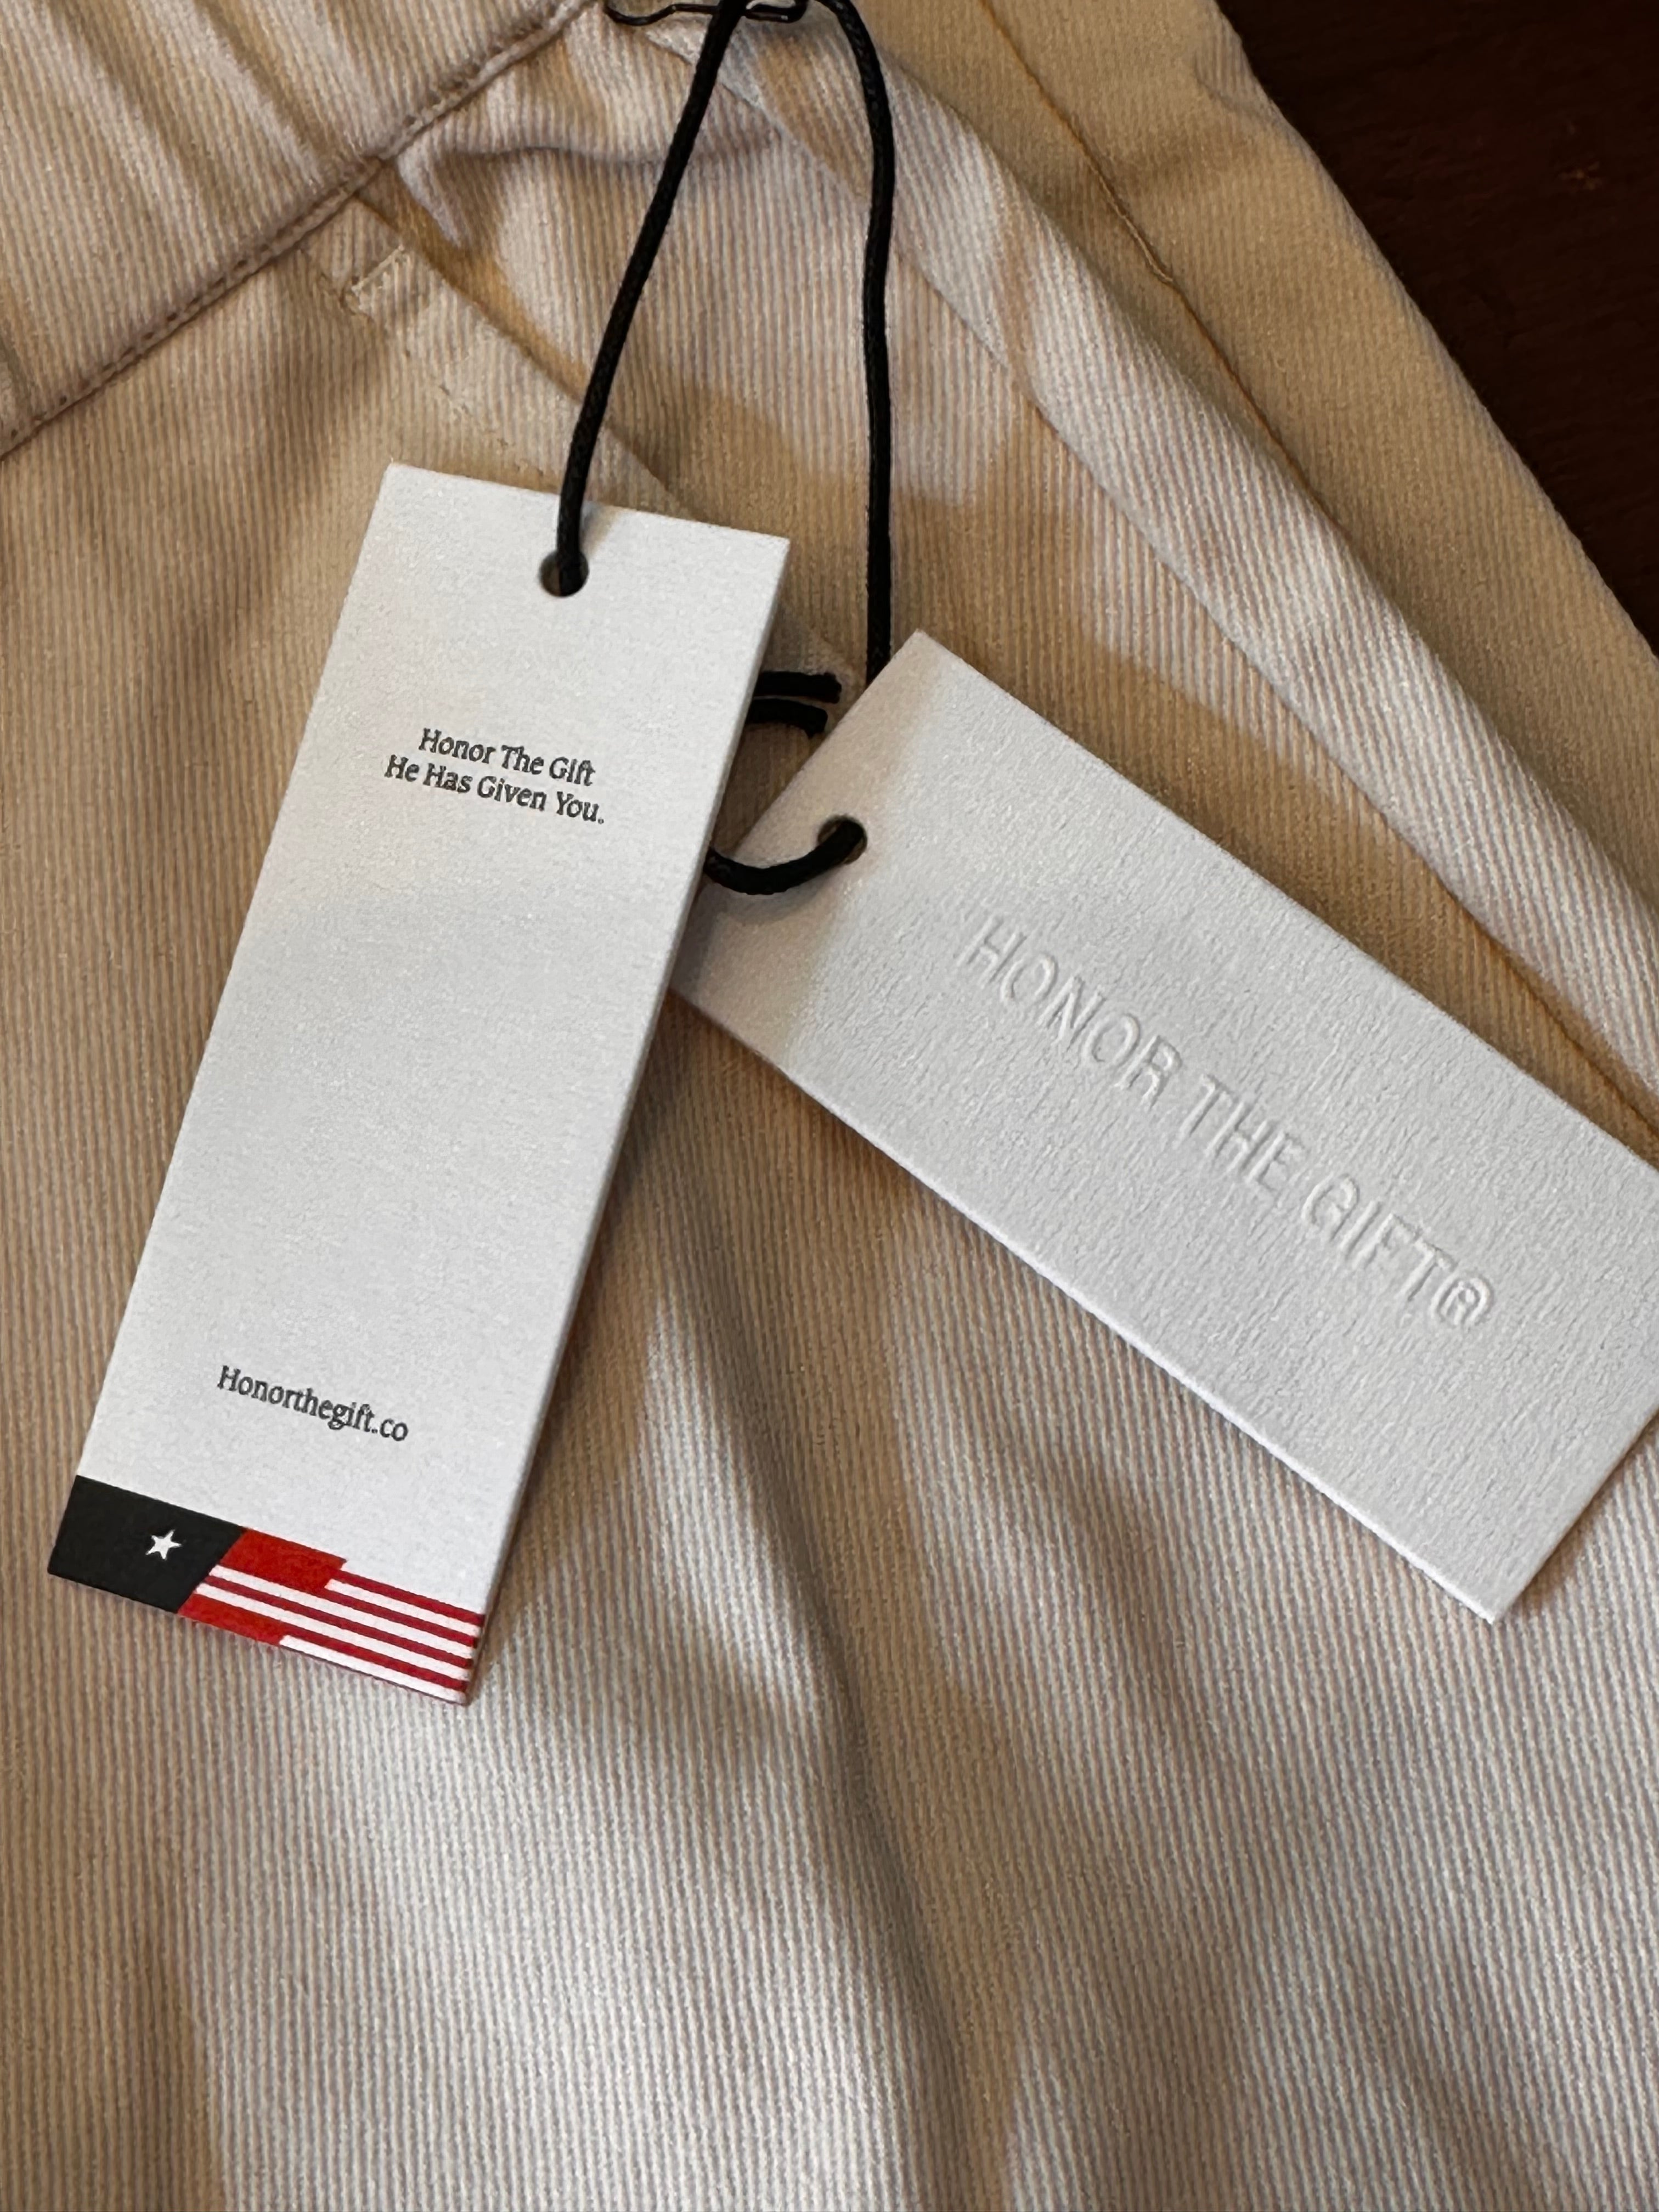 Honor The Gift
He Has Given You.
Honorthegift.co
HONOR THE GIFT®